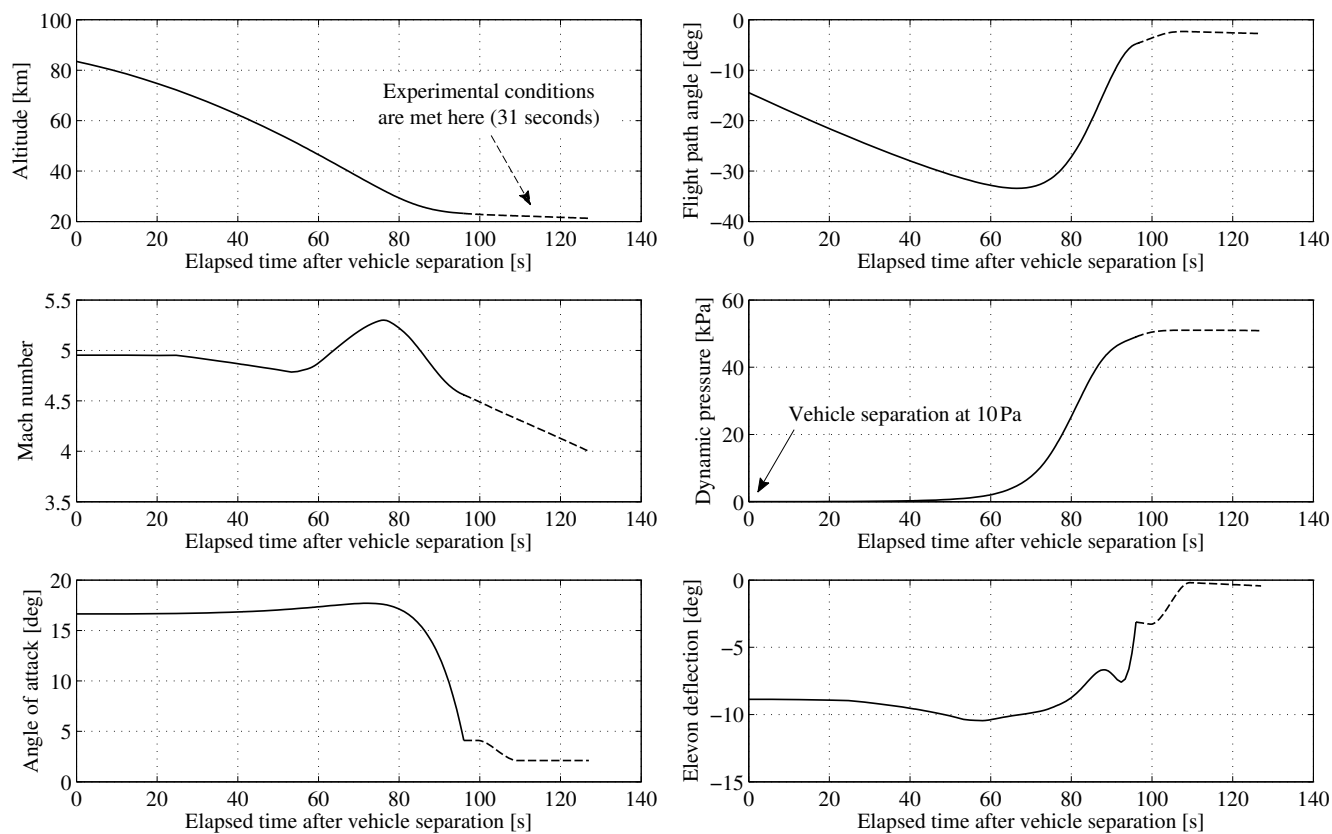 Altitude [km]
100
80
60
40
20
0 20 40 60 80 100 120 140
Elapsed time after vehicle separation [s]
Experimental conditions
are met here (31 seconds)
Flight path angle [deg]
0
−10
−20
−30
−40
0 20 40 60 80 100 120 140
Elapsed time after vehicle separation [s]
Mach number
5.5
5
4.5
4
3.5
0 20 40 60 80 100 120 140
Elapsed time after vehicle separation [s]
Dynamic pressure [kPa]
60
40
20
0
Vehicle separation at 10 Pa
0 20 40 60 80 100 120 140
Elapsed time after vehicle separation [s]
Angle of attack [deg]
20
15
10
5
0
0 20 40 60 80 100 120 140
Elapsed time after vehicle separation [s]
Elevon deflection [deg]
0
−5
−10
−15
0 20 40 60 80 100 120 140
Elapsed time after vehicle separation [s]